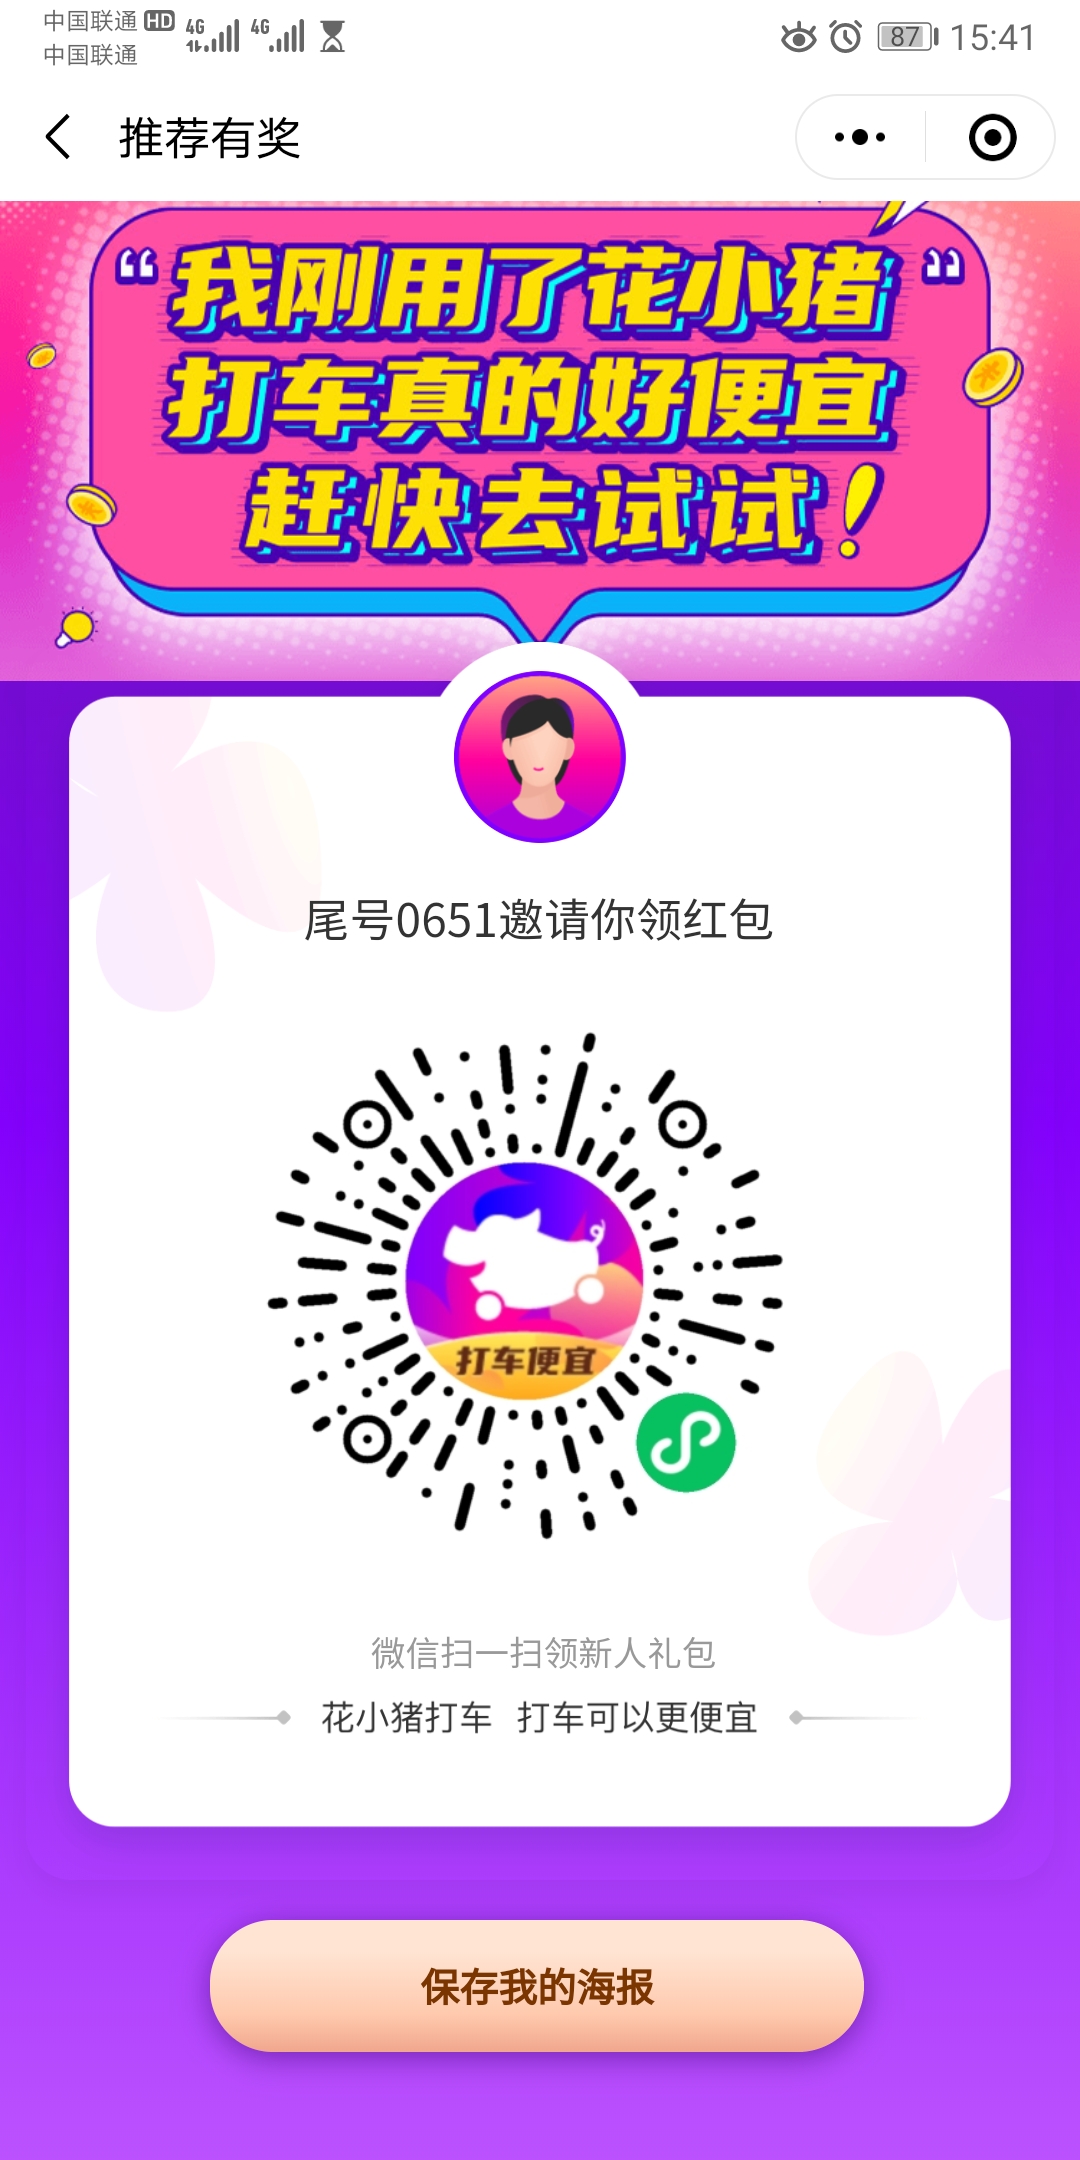 中国联通 HD 4G 4G 87 15:41
中国联通
推荐有奖
“我刚用了花小猪”
打车真的好便宜
赶快去试试！
尾号0651邀请你领红包
打车便宜
微信扫一扫领新人礼包
花小猪打车 打车可以更便宜
保存我的海报